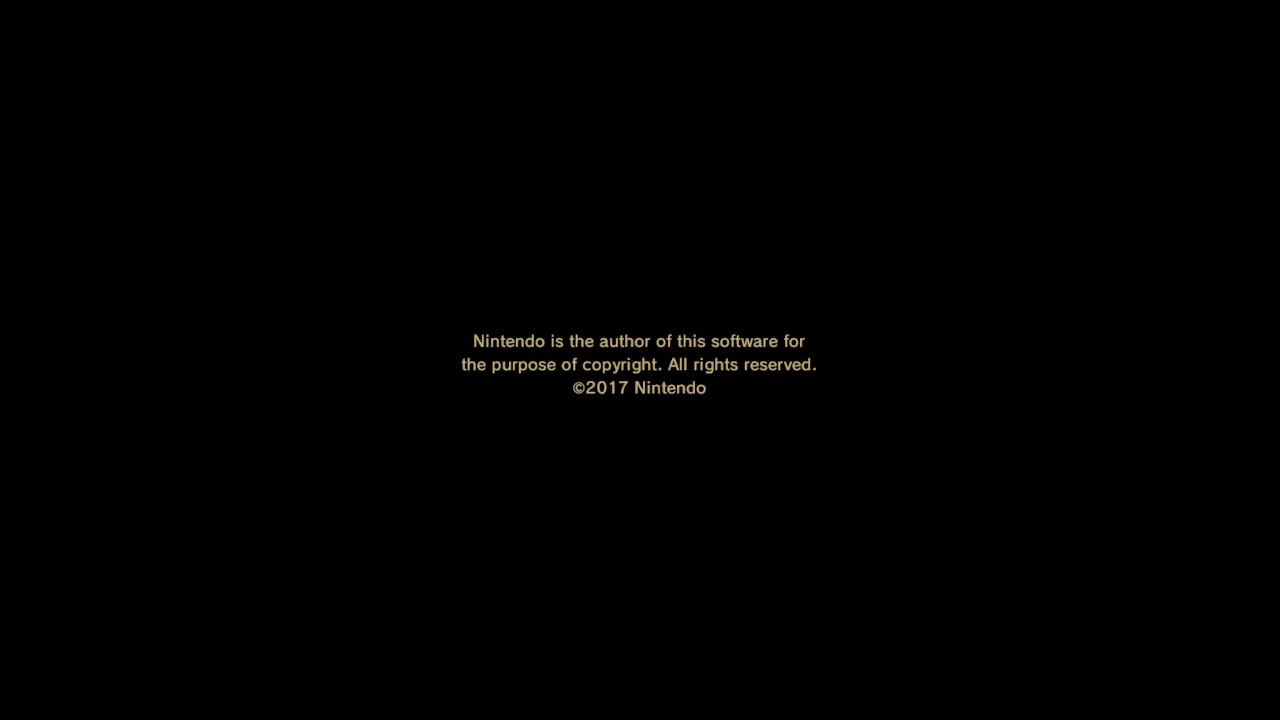 Nintendo is the author of this software for
the purpose of copyright. All rights reserved.
©2017 Nintendo